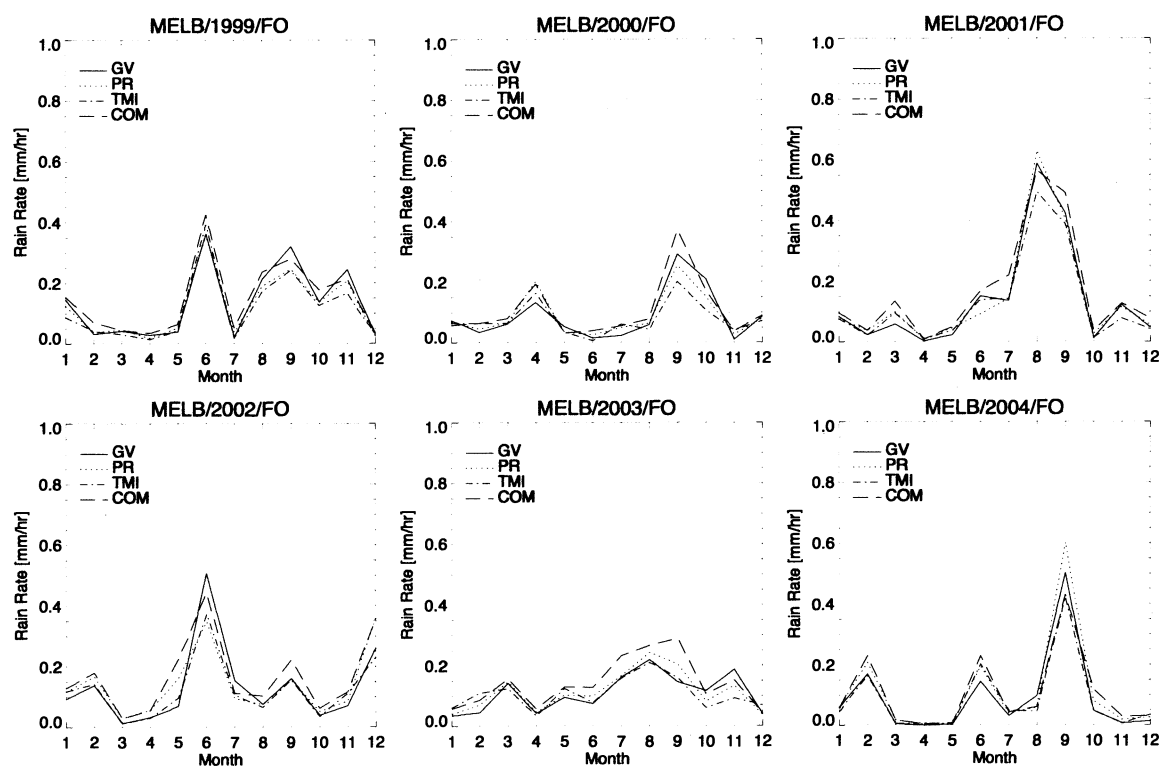 MELB/1999/FO
1.0
0.8
0.6
0.4
0.2
0.0
Rain Rate [mm/hr]
GV
PR
TMI
COM
1 2 3 4 5 6 7 8 9 10 11 12
Month
MELB/2000/FO
1.0
0.8
0.6
0.4
0.2
0.0
Rain Rate [mm/hr]
GV
PR
TMI
COM
1 2 3 4 5 6 7 8 9 10 11 12
Month
MELB/2001/FO
1.0
0.8
0.6
0.4
0.2
0.0
Rain Rate [mm/hr]
GV
PR
TMI
COM
1 2 3 4 5 6 7 8 9 10 11 12
Month
MELB/2002/FO
1.0
0.8
0.6
0.4
0.2
0.0
Rain Rate [mm/hr]
GV
PR
TMI
COM
1 2 3 4 5 6 7 8 9 10 11 12
Month
MELB/2003/FO
1.0
0.8
0.6
0.4
0.2
0.0
Rain Rate [mm/hr]
GV
PR
TMI
COM
1 2 3 4 5 6 7 8 9 10 11 12
Month
MELB/2004/FO
1.0
0.8
0.6
0.4
0.2
0.0
Rain Rate [mm/hr]
GV
PR
TMI
COM
1 2 3 4 5 6 7 8 9 10 11 12
Month